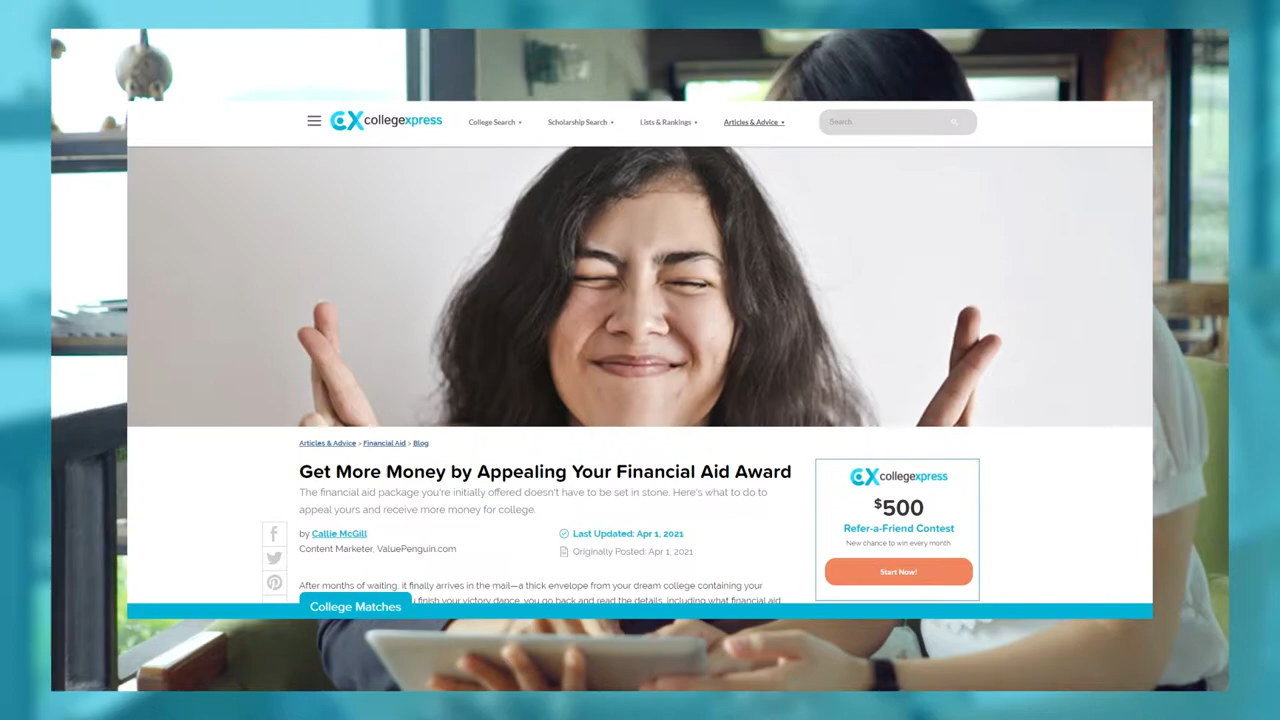 collegexpress
College Search
Scholarship Search
Lists & Rankings
Articles & Advice
Search
Articles & Advice > Financial Aid > Blog
Get More Money by Appealing Your Financial Aid Award
The financial aid package you're initially offered doesn't have to be set in stone. Here's what to do to
appeal yours and receive more money for college.
by Callie McGill
Content Marketer, ValuePenguin.com
Last Updated: Apr 1, 2021
Originally Posted: Apr 1, 2021
After months of waiting, it finally arrives in the mail—a thick envelope from your dream college containing your
finish your victory dance, you go back and read the details, including what financial aid
College Matches
collegexpress
$500
Refer-a-Friend Contest
New chance to win every month
Start Now!